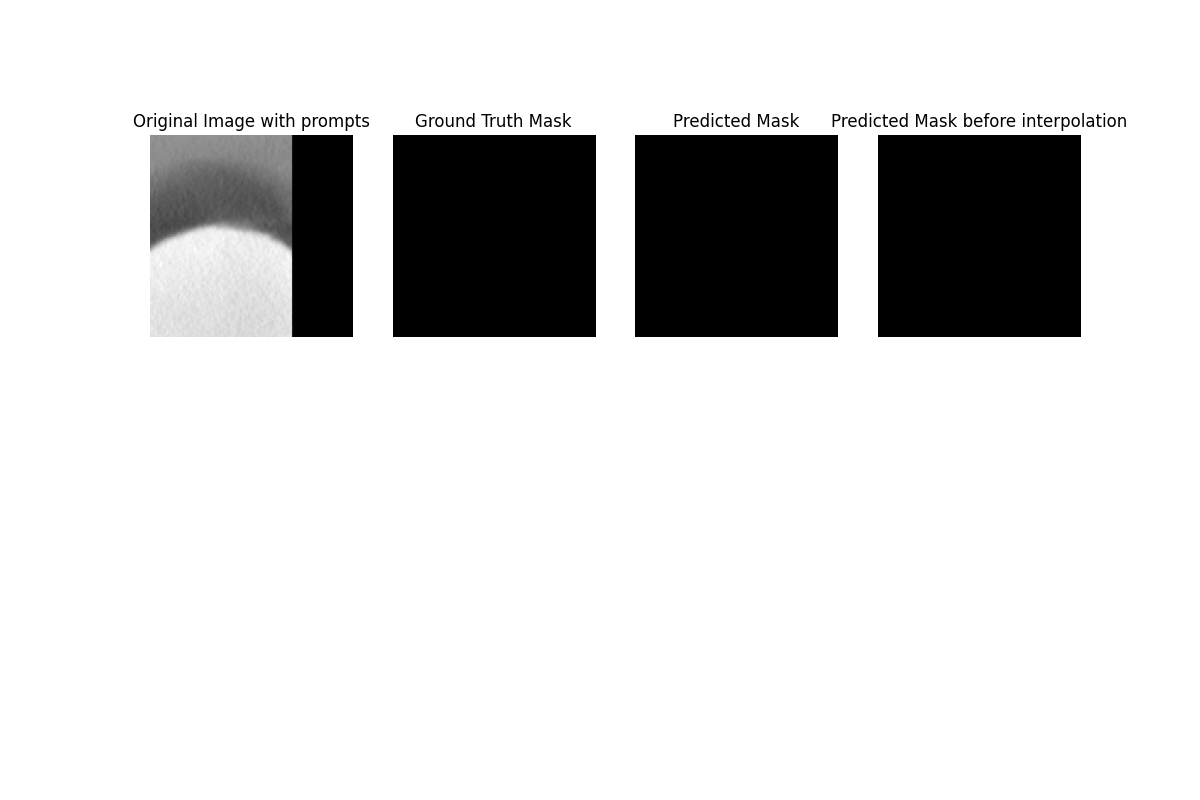 Original Image with prompts
Ground Truth Mask
Predicted Mask
Predicted Mask before interpolation